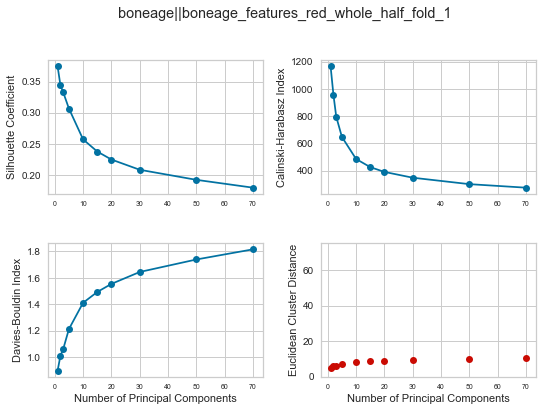 boneage||boneage_features_red_whole_half_fold_1
Silhouette Coefficient
0.35
0.30
0.25
0.20
0 10 20 30 40 50 60 70
Calinski-Harabasz Index
1200
1000
800
600
400
0 10 20 30 40 50 60 70
Davies-Bouldin Index
1.8
1.6
1.4
1.2
1.0
0 10 20 30 40 50 60 70
Number of Principal Components
Euclidean Cluster Distance
60
40
20
0
0 10 20 30 40 50 60 70
Number of Principal Components